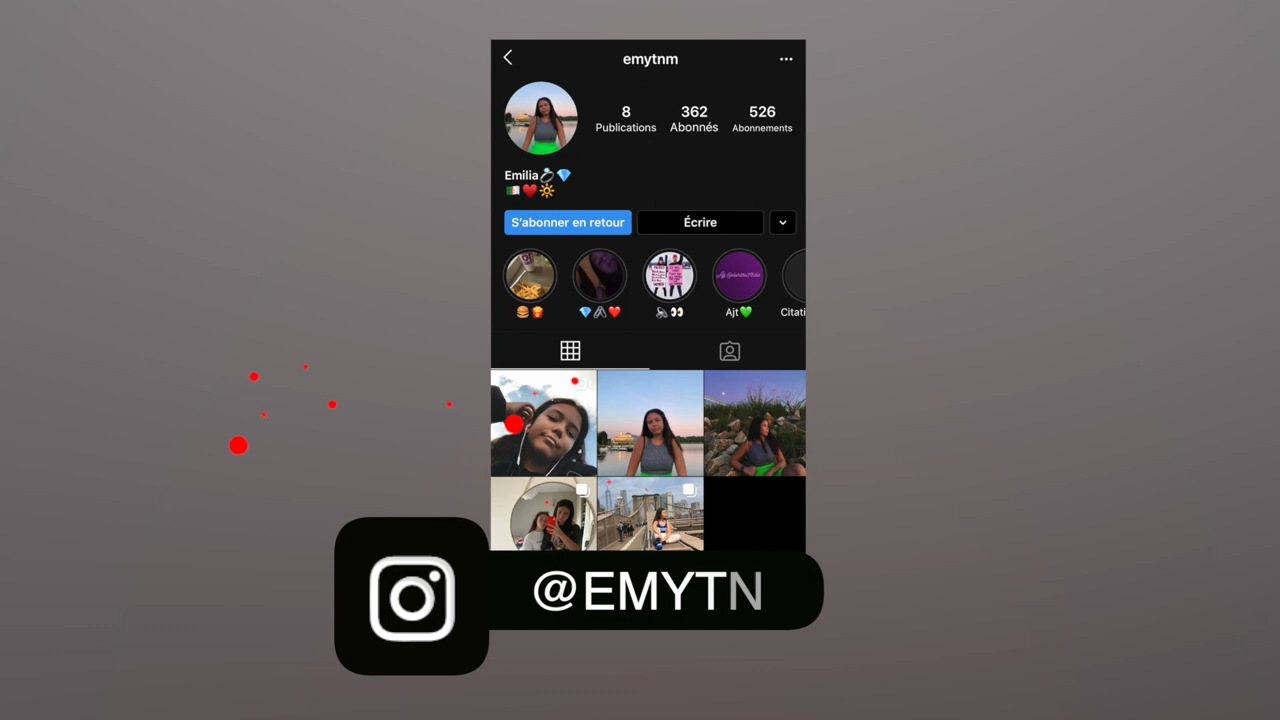 emytnm
8 362 526
Publications Abonnés Abonnements
Emilia💍💎
🇩🇿❤️☀️
S'abonner en retour Écrire
🍔🍟 💎❤️ 👀 Ajt💚 Citati
@EMYTN